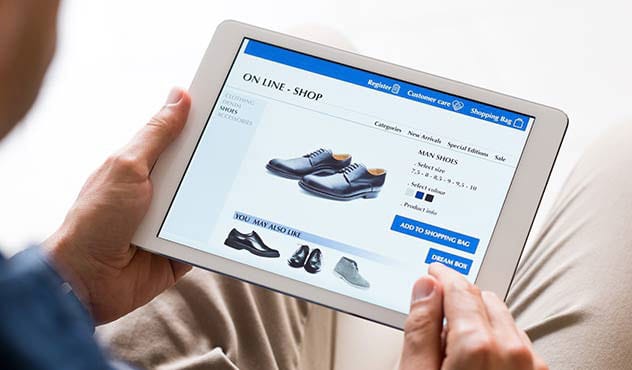 Register
Customer care
Shopping Bag
ON LINE - SHOP
CLOTHING
DENIM
SHOES
ACCESSORIES
Categories
New Arrivals
Special Editions
Sale
MAN SHOES
- Select size
7,5 - 8 - 8,5 - 9 - 9,5 - 10
- Select colour
- Product info
ADD TO SHOPPING BAG
DREAM BOX
YOU MAY ALSO LIKE